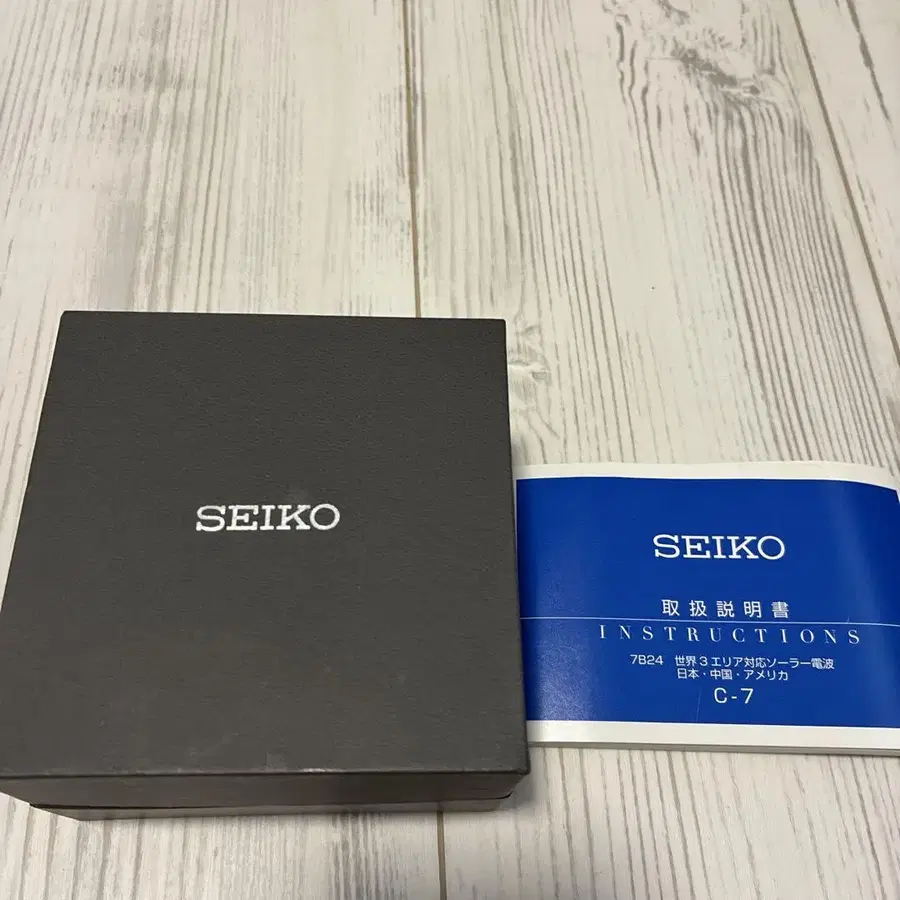 SEIKO
SEIKO
取扱説明書
INSTRUCTIONS
7B24 世界3エリア対応ソーラー電波
日本・中国・アメリカ
C-7